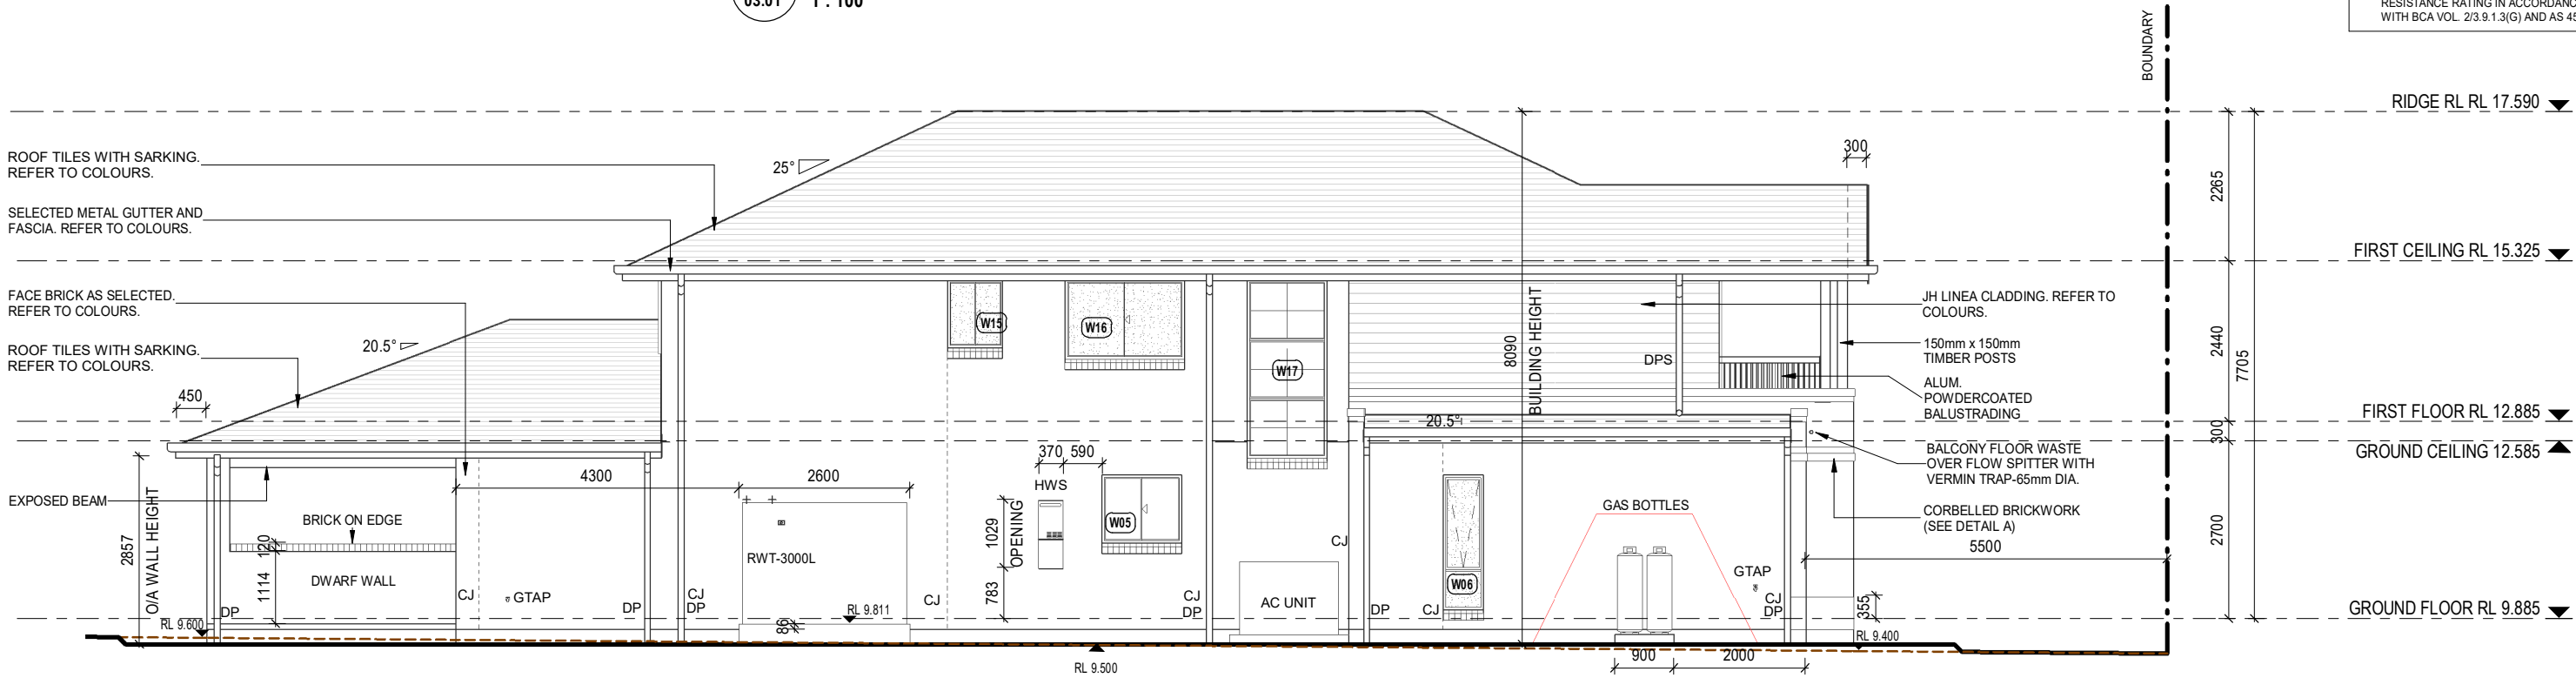 03.01
1 : 100
RESISTANCE RATING IN
WITH BCA VOL. 2/3.9.1.3(G) AND AS
BOUNDARY
RIDGE RL RL 17.590
ROOF TILES WITH SARKING.
REFER TO COLOURS.
25°
300
2265
SELECTED METAL GUTTER AND
FASCIA. REFER TO COLOURS.
FIRST CEILING RL 15.325
FACE BRICK AS SELECTED.
REFER TO COLOURS.
W15
W16
W17
8090
BUILDING HEIGHT
JH LINEA CLADDING. REFER TO
COLOURS.
ROOF TILES WITH SARKING.
REFER TO COLOURS.
20.5°
DPS
150mm x 150mm
TIMBER POSTS
2440
7705
ALUM.
POWDERCOATED
BALUSTRADING
450
20.5°
FIRST FLOOR RL 12.885
300
GROUND CEILING 12.585
BALCONY FLOOR WASTE
OVER FLOW SPITTER WITH
VERMIN TRAP-65mm DIA.
EXPOSED BEAM
4300
2600
370
590
HWS
GAS BOTTLES
CORBELLED BRICKWORK
(SEE DETAIL A)
5500
2857
O/A WALL HEIGHT
BRICK ON EDGE
120
1114
DWARF WALL
RWT-3000L
1029
OPENING
783
W05
CJ
W06
2700
GTAP
AC UNIT
GTAP
CJ
DP
DP
CJ
DP
CJ
CJ
DP
DP
CJ
CJ
DP
355
GROUND FLOOR RL 9.885
RL 9.600
86
RL 9.811
RL 9.400
RL 9.500
900
2000